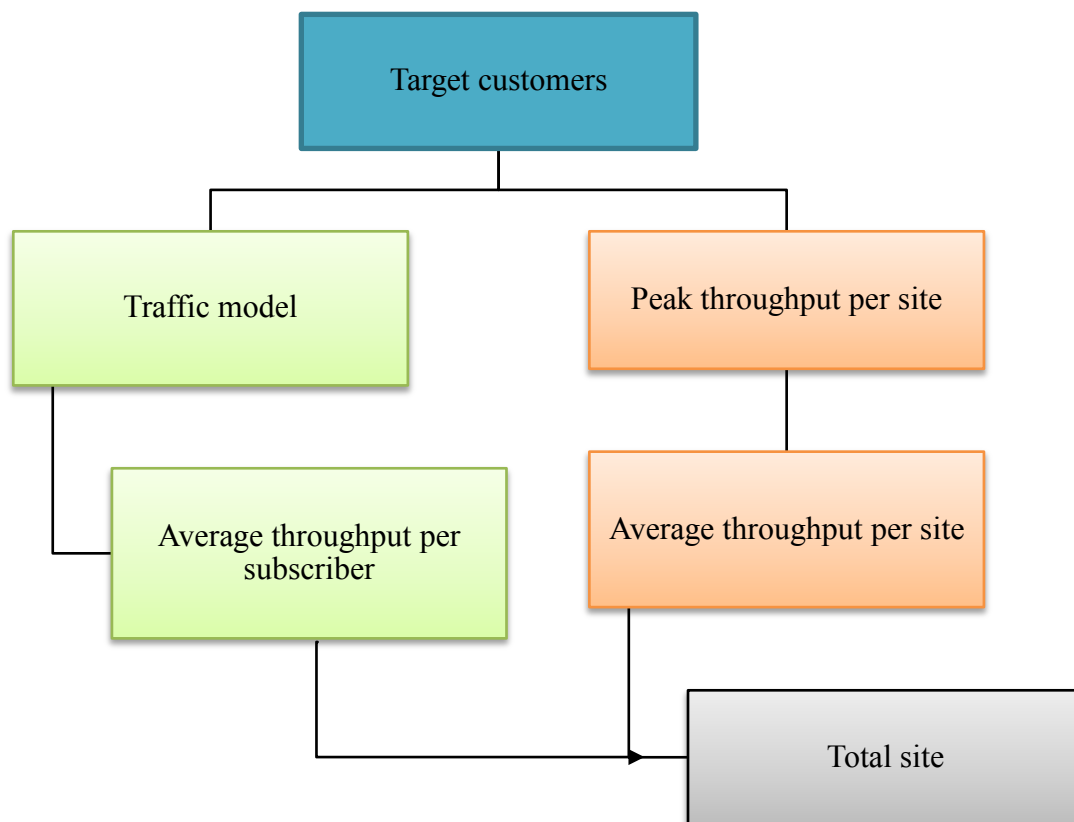 Target customers
Traffic model
Peak throughput per site
Average throughput per
subscriber
Average throughput per site
Total site